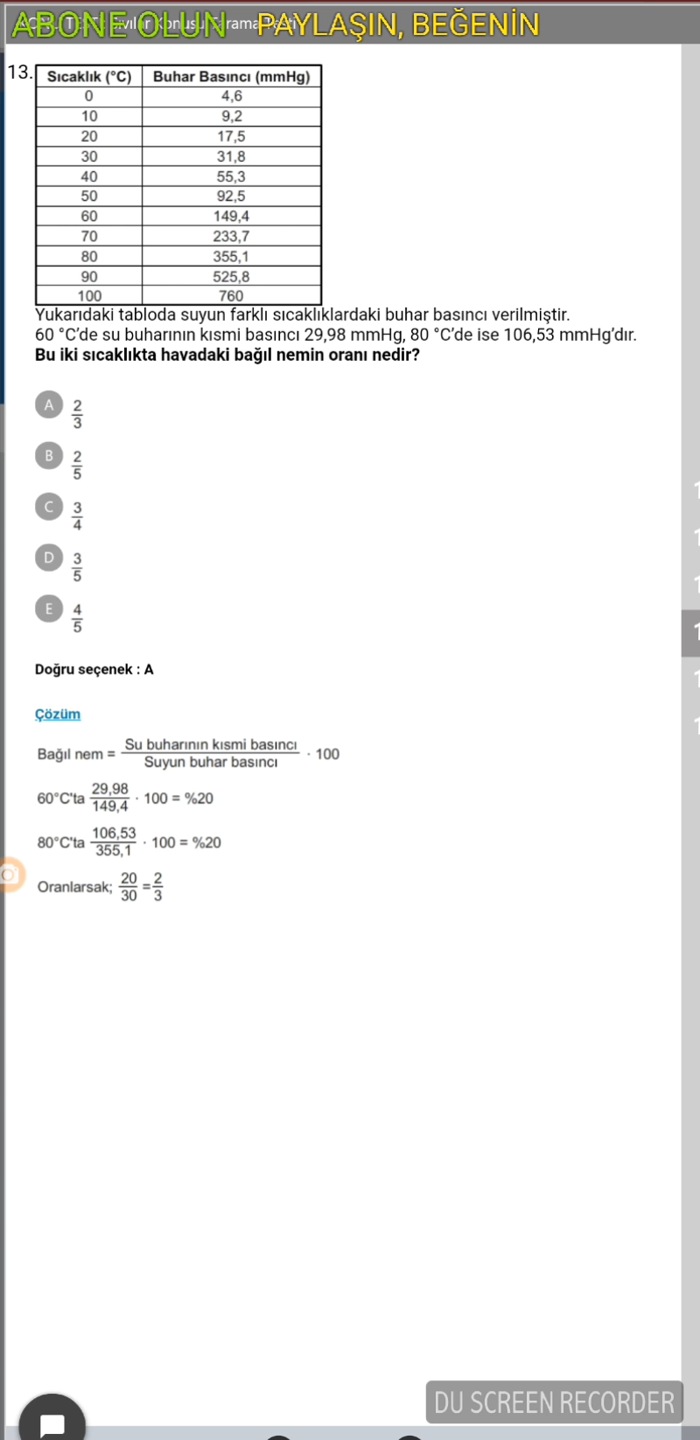 ABONE OLUN PAYLAŞIN, BEĞENİN
13.
Sıcaklık (°C) Buhar Basıncı (mmHg)
0 4,6
10 9,2
20 17,5
30 31,8
40 55,3
50 92,5
60 149,4
70 233,7
80 355,1
90 525,8
100 760
Yukarıdaki tabloda suyun farklı sıcaklıklardaki buhar basıncı verilmiştir.
60 °C'de su buharının kısmi basıncı 29,98 mmHg, 80 °C'de ise 106,53 mmHg'dır.
Bu iki sıcaklıkta havadaki bağıl nemin oranı nedir?
A 2/3
B 2/5
C 3/4
D 3/5
E 4/5
Doğru seçenek : A
Çözüm
Bağıl nem = Su buharının kısmi basıncı / Suyun buhar basıncı · 100
60°C'ta 29,98/149,4 · 100 = %20
80°C'ta 106,53/355,1 · 100 = %20
Oranlarsak; 20/30 = 2/3
DU SCREEN RECORDER